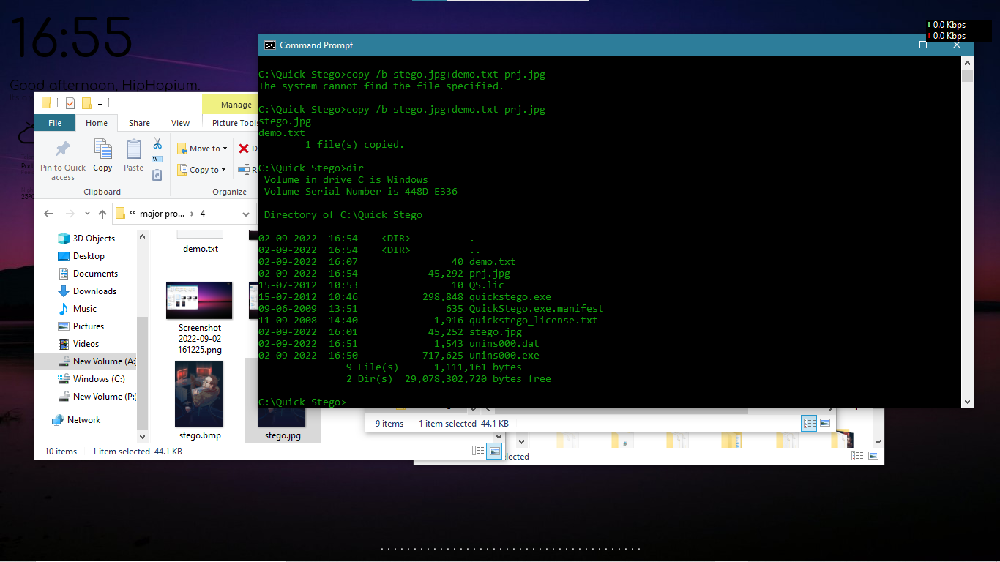 16:55
Good afternoon, HipHopium.
↓ 0.0 Kbps
↑ 0.0 Kbps
Command Prompt
C:\Quick Stego>copy /b stego.jpg+demo.txt prj.jpg
The system cannot find the file specified.
C:\Quick Stego>copy /b stego.jpg+demo.txt prj.jpg
stego.jpg
demo.txt
        1 file(s) copied.
C:\Quick Stego>dir
 Volume in drive C is Windows
 Volume Serial Number is 448D-E336
 Directory of C:\Quick Stego
02-09-2022  16:54    <DIR>          .
02-09-2022  16:54    <DIR>          ..
02-09-2022  16:07                40 demo.txt
02-09-2022  16:54            45,292 prj.jpg
15-07-2012  10:53                10 QS.lic
15-07-2012  10:46           298,848 quickstego.exe
09-06-2009  13:51               635 QuickStego.exe.manifest
11-09-2008  14:40             1,916 quickstego_license.txt
02-09-2022  16:01            45,252 stego.jpg
02-09-2022  16:51             1,543 unins000.dat
02-09-2022  16:50           717,625 unins000.exe
               9 File(s)      1,111,161 bytes
               2 Dir(s)  29,078,302,720 bytes free
C:\Quick Stego>
Manage
File Home Share View Picture Tools
Pin to Quick access
Copy
Paste
Move to
Copy to
Clipboard
Organize
« major pro... › 4
3D Objects
Desktop
Documents
Downloads
Music
Pictures
Videos
New Volume (A:
Windows (C:)
New Volume (P:)
Network
demo.txt
Screenshot
2022-09-02
161225.png
stego.bmp
stego.jpg
10 items 1 item selected 44.1 KB
9 items 1 item selected 44.1 KB
lected